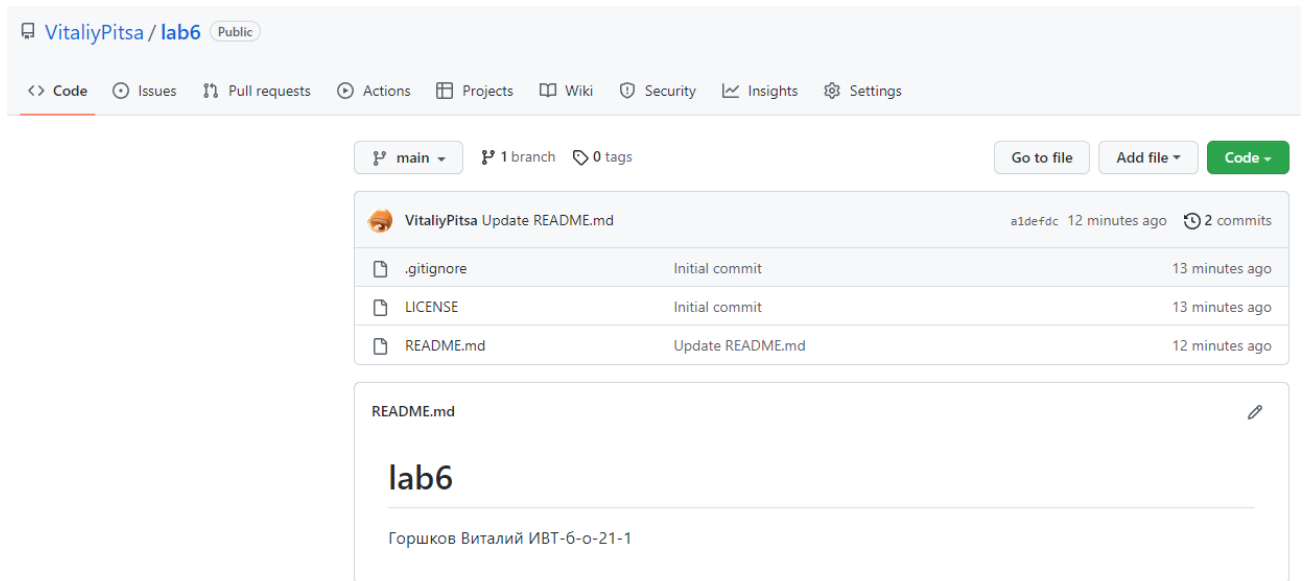 VitaliyPitsa / lab6 Public
Code Issues Pull requests Actions Projects Wiki Security Insights Settings
main 1 branch 0 tags Go to file Add file Code
VitaliyPitsa Update README.md a1defdc 12 minutes ago 2 commits
.gitignore Initial commit 13 minutes ago
LICENSE Initial commit 13 minutes ago
README.md Update README.md 12 minutes ago
README.md
lab6
Горшков Виталий ИВТ-б-о-21-1